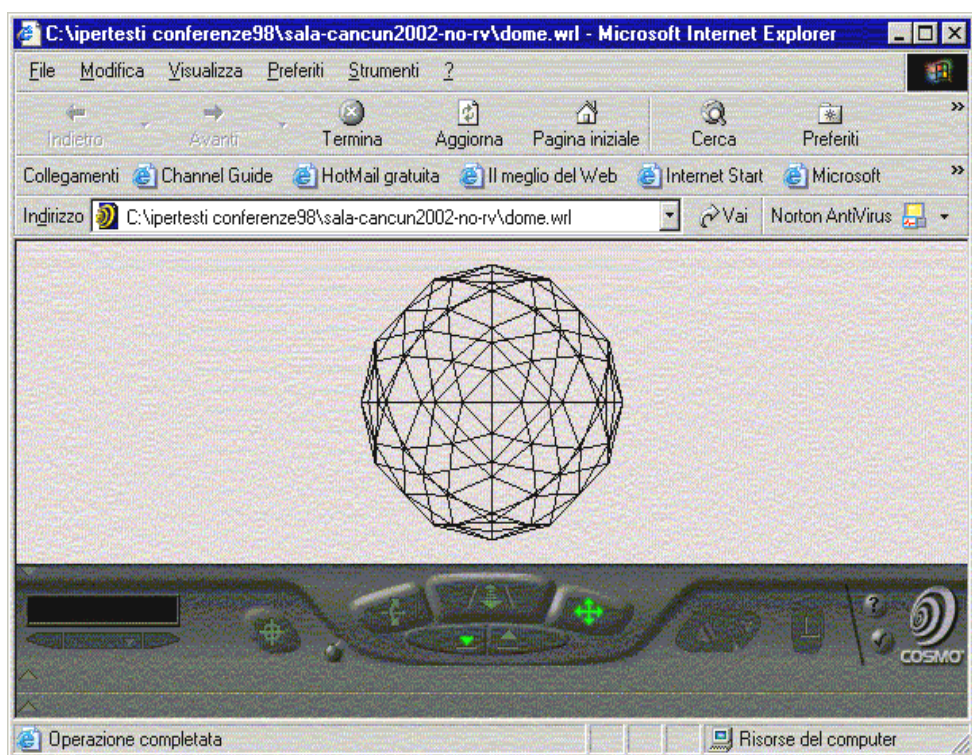 C:\ipertesti conferenze98\sala-cancun2002-no-rv\dome.wrl - Microsoft Internet Explorer
File Modifica Visualizza Preferiti Strumenti ?
Indietro Avanti Termina Aggiorna Pagina iniziale Cerca Preferiti »
Collegamenti Channel Guide HotMail gratuita Il meglio del Web Internet Start Microsoft »
Indirizzo C:\ipertesti conferenze98\sala-cancun2002-no-rv\dome.wrl Vai Norton AntiVirus
?
COSMO
Operazione completata Risorse del computer